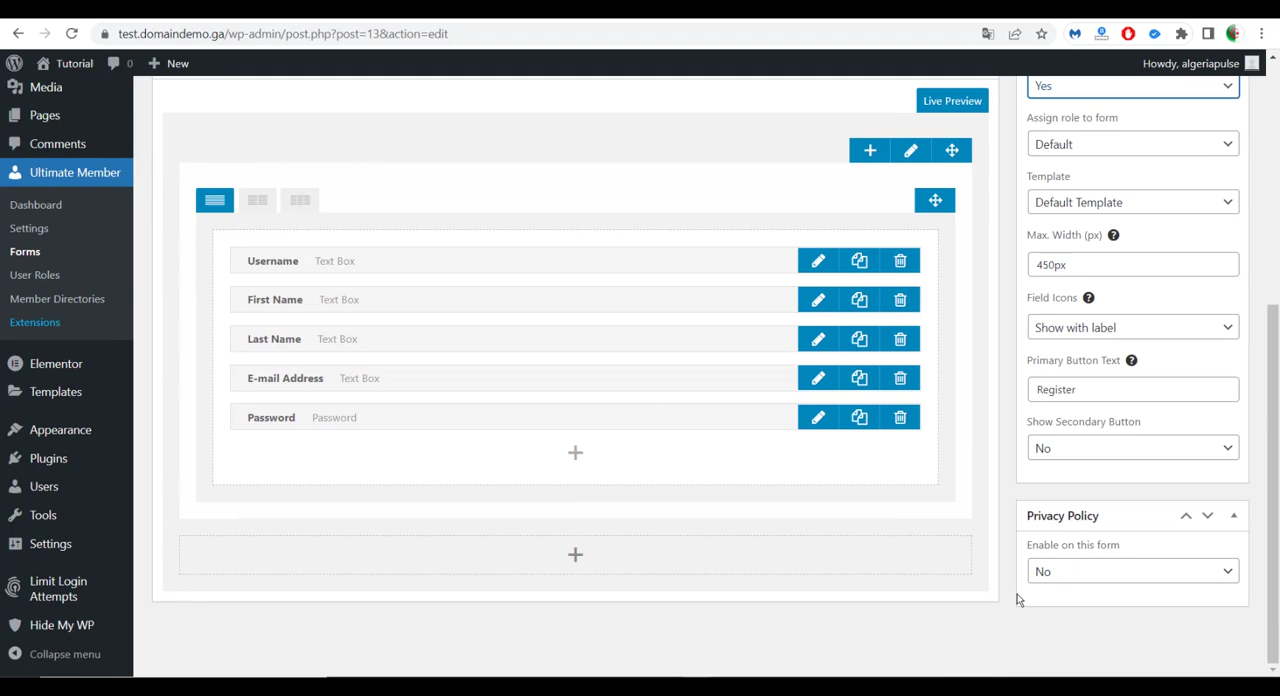 test.domaindemo.ga/wp-admin/post.php?post=13&action=edit
Tutorial 0 New
Howdy, algeriapulse
Media
Pages
Comments
Ultimate Member
Dashboard
Settings
Forms
User Roles
Member Directories
Extensions
Elementor
Templates
Appearance
Plugins
Users
Tools
Settings
Limit Login
Attempts
Hide My WP
Collapse menu
Live Preview
Username Text Box
First Name Text Box
Last Name Text Box
E-mail Address Text Box
Password Password
Yes
Assign role to form
Default
Template
Default Template
Max. Width (px)
450px
Field Icons
Show with label
Primary Button Text
Register
Show Secondary Button
No
Privacy Policy
Enable on this form
No